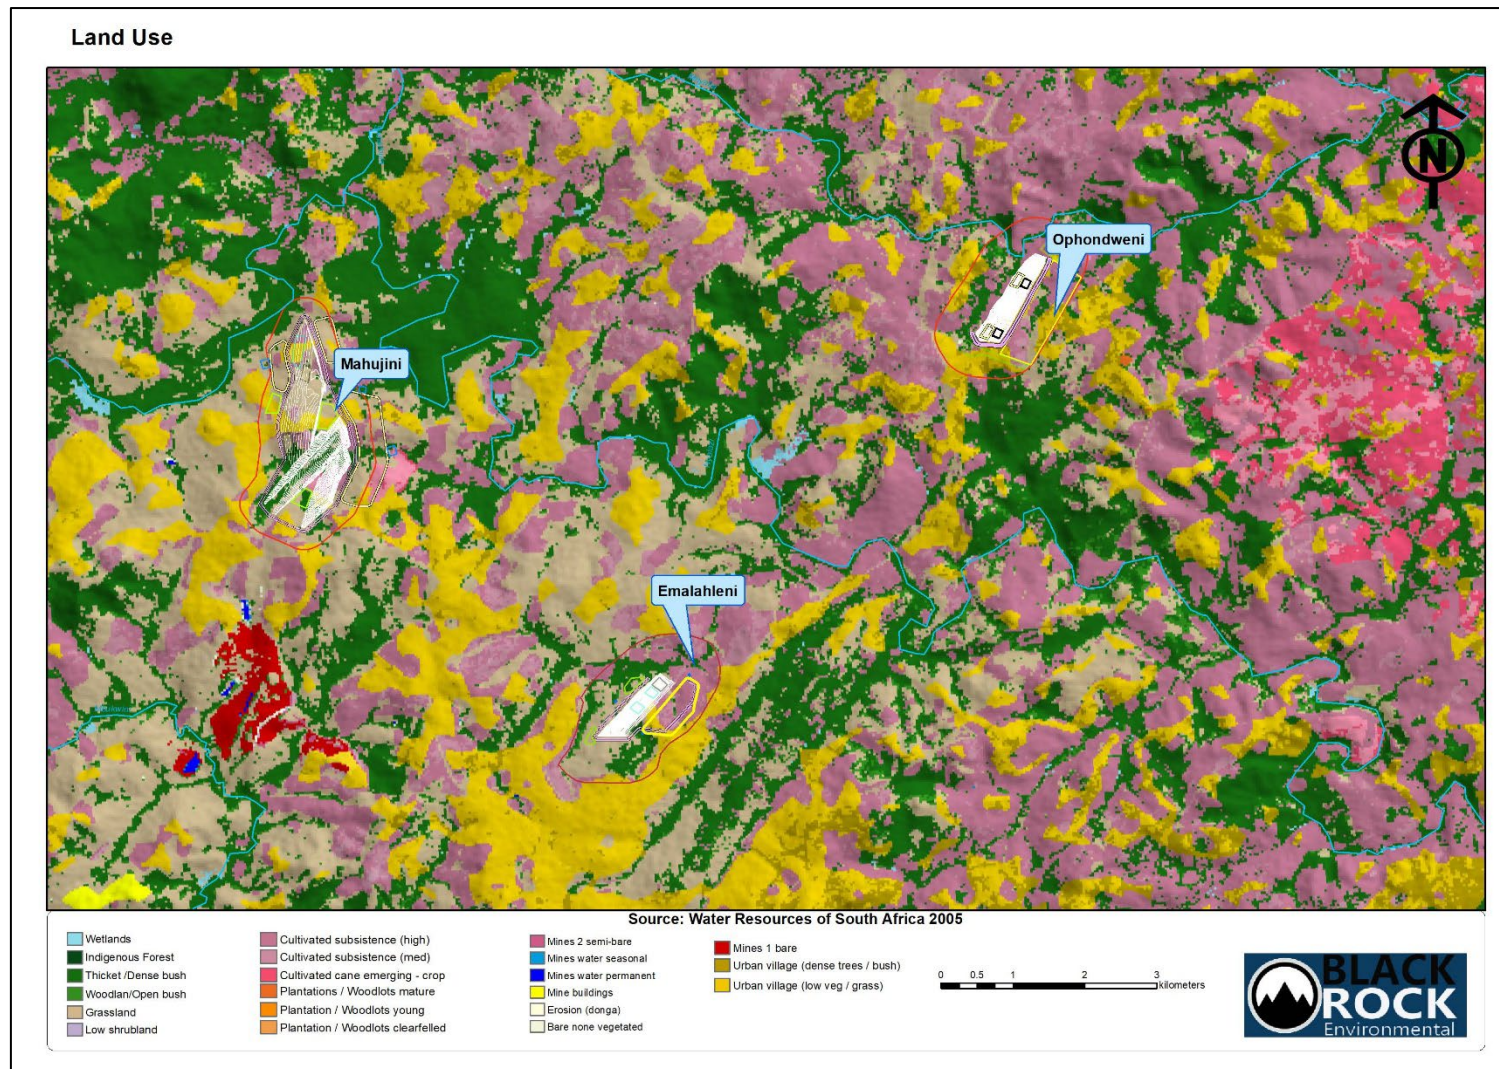 Land Use
N
Ophondweni
Mahujini
Emalahleni
Source: Water Resources of South Africa 2005
Wetlands
Indigenous Forest
Thicket /Dense bush
Woodlan/Open bush
Grassland
Low shrubland
Cultivated subsistence (high)
Cultivated subsistence (med)
Cultivated cane emerging - crop
Plantations / Woodlots mature
Plantation / Woodlots young
Plantation / Woodlots clearfelled
Mines 2 semi-bare
Mines water seasonal
Mines water permanent
Mine buildings
Erosion (donga)
Bare none vegetated
Mines 1 bare
Urban village (dense trees / bush)
Urban village (low veg / grass)
0 0.5 1 2 3
kilometers
BLACK
ROCK
Environmental